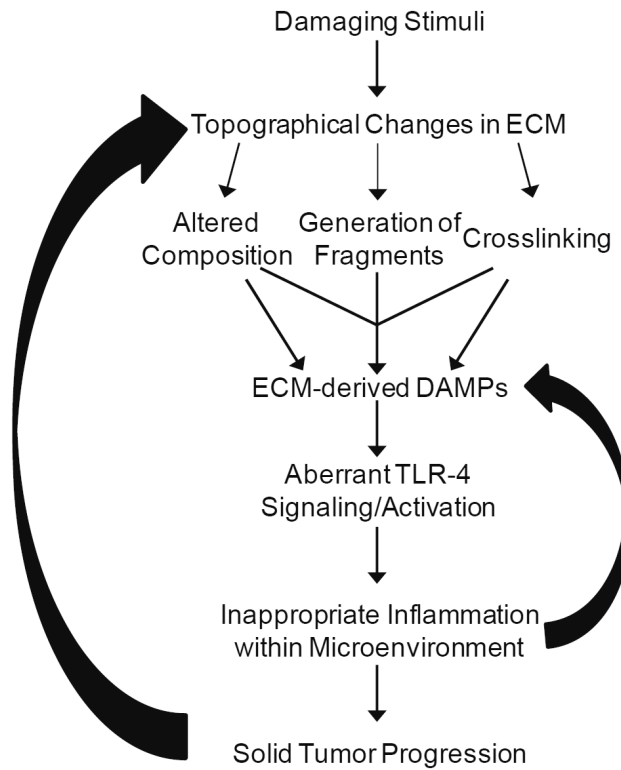 Damaging Stimuli
Topographical Changes in ECM
Altered
Composition
Generation of
Fragments
Crosslinking
ECM-derived DAMPs
Aberrant TLR-4
Signaling/Activation
Inappropriate Inflammation
within Microenvironment
Solid Tumor Progression